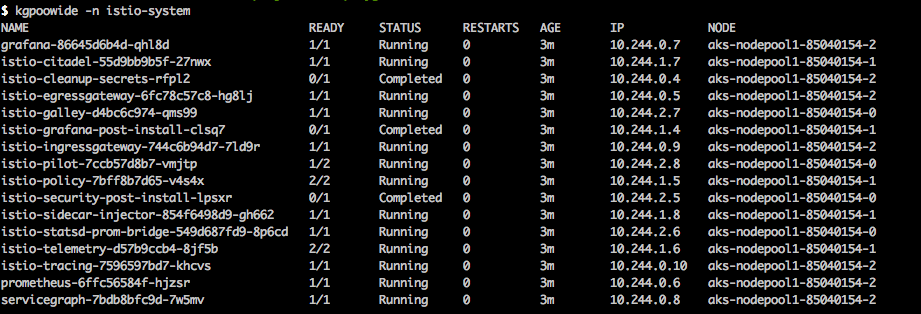 $ kgpoowide -n istio-system
NAME READY STATUS RESTARTS AGE IP NODE
grafana-86645d6b4d-qhl8d 1/1 Running 0 3m 10.244.0.7 aks-nodepool1-85040154-2
istio-citadel-55d9bb9b5f-27nwx 1/1 Running 0 3m 10.244.1.7 aks-nodepool1-85040154-1
istio-cleanup-secrets-rfpl2 0/1 Completed 0 3m 10.244.0.4 aks-nodepool1-85040154-2
istio-egressgateway-6fc78c57c8-hg8lj 1/1 Running 0 3m 10.244.0.5 aks-nodepool1-85040154-2
istio-galley-d4bc6c974-qms99 1/1 Running 0 3m 10.244.2.7 aks-nodepool1-85040154-0
istio-grafana-post-install-clsq7 0/1 Completed 0 3m 10.244.1.4 aks-nodepool1-85040154-1
istio-ingressgateway-744c6b94d7-7ld9r 1/1 Running 0 3m 10.244.0.9 aks-nodepool1-85040154-2
istio-pilot-7ccb57d8b7-vmjtp 1/2 Running 0 3m 10.244.2.8 aks-nodepool1-85040154-0
istio-policy-7bff8b7d65-v4s4x 2/2 Running 0 3m 10.244.1.5 aks-nodepool1-85040154-1
istio-security-post-install-lpsxr 0/1 Completed 0 3m 10.244.2.5 aks-nodepool1-85040154-0
istio-sidecar-injector-854f6498d9-gh662 1/1 Running 0 3m 10.244.1.8 aks-nodepool1-85040154-1
istio-statsd-prom-bridge-549d687fd9-8p6cd 1/1 Running 0 3m 10.244.2.6 aks-nodepool1-85040154-0
istio-telemetry-d57b9ccb4-8jf5b 2/2 Running 0 3m 10.244.1.6 aks-nodepool1-85040154-1
istio-tracing-7596597bd7-khcvs 1/1 Running 0 3m 10.244.0.10 aks-nodepool1-85040154-2
prometheus-6ffc56584f-hjzsr 1/1 Running 0 3m 10.244.0.6 aks-nodepool1-85040154-2
servicegraph-7bdb8bfc9d-7w5mv 1/1 Running 0 3m 10.244.0.8 aks-nodepool1-85040154-2